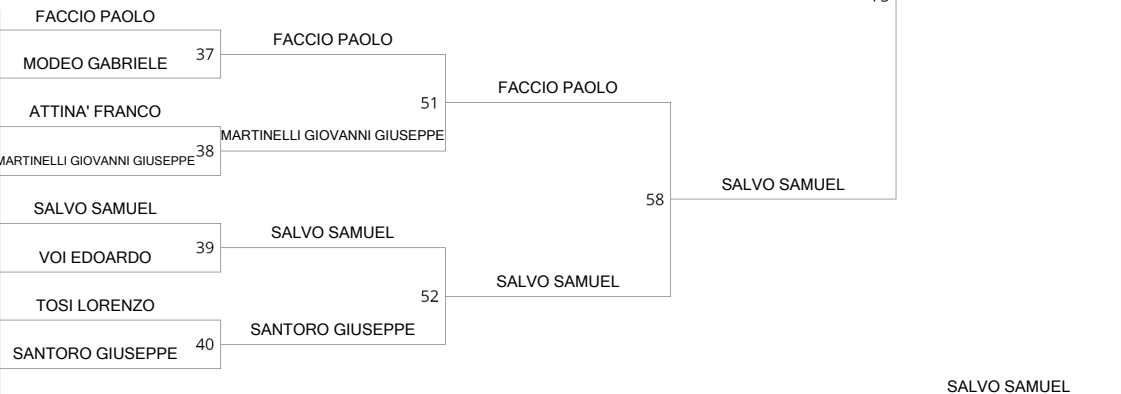 FACCIO PAOLO
37
FACCIO PAOLO
MODEO GABRIELE
FACCIO PAOLO
51
ATTINA' FRANCO
MARTINELLI GIOVANNI GIUSEPPE
38
MARTINELLI GIOVANNI GIUSEPPE
SALVO SAMUEL
58
SALVO SAMUEL
39
SALVO SAMUEL
VOI EDOARDO
SALVO SAMUEL
52
TOSI LORENZO
SANTORO GIUSEPPE
40
SANTORO GIUSEPPE
SALVO SAMUEL